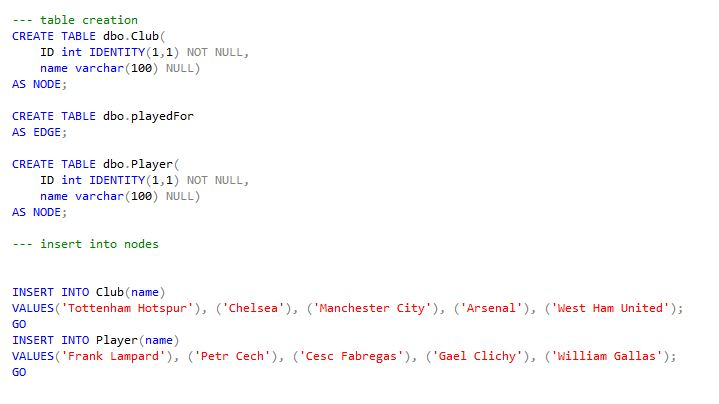 --- table creation
CREATE TABLE dbo.Club(
    ID int IDENTITY(1,1) NOT NULL,
    name varchar(100) NULL)
AS NODE;
CREATE TABLE dbo.playedFor
AS EDGE;
CREATE TABLE dbo.Player(
    ID int IDENTITY(1,1) NOT NULL,
    name varchar(100) NULL)
AS NODE;
--- insert into nodes
INSERT INTO Club(name)
VALUES('Tottenham Hotspur'), ('Chelsea'), ('Manchester City'), ('Arsenal'), ('West Ham United');
GO
INSERT INTO Player(name)
VALUES('Frank Lampard'), ('Petr Cech'), ('Cesc Fabregas'), ('Gael Clichy'), ('William Gallas');
GO